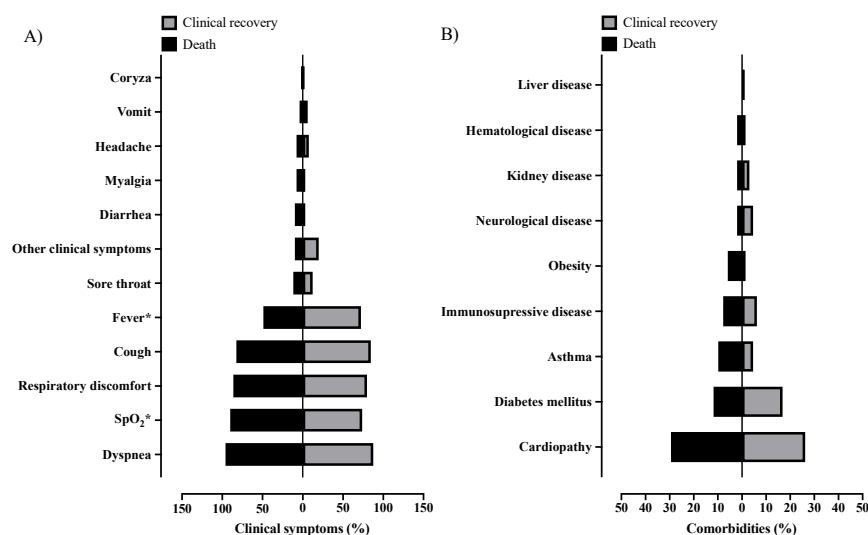 A)
Clinical recovery
Death
Coryza
Vomit
Headache
Myalgia
Diarrhea
Other clinical symptoms
Sore throat
Fever*
Cough
Respiratory discomfort
SpO₂*
Dyspnea
150 100 50 0 50 100 150
Clinical symptoms (%)
B)
Clinical recovery
Death
Liver disease
Hematological disease
Kidney disease
Neurological disease
Obesity
Immunosupressive disease
Asthma
Diabetes mellitus
Cardiopathy
50 40 30 20 10 0 10 20 30 40 50
Comorbidities (%)